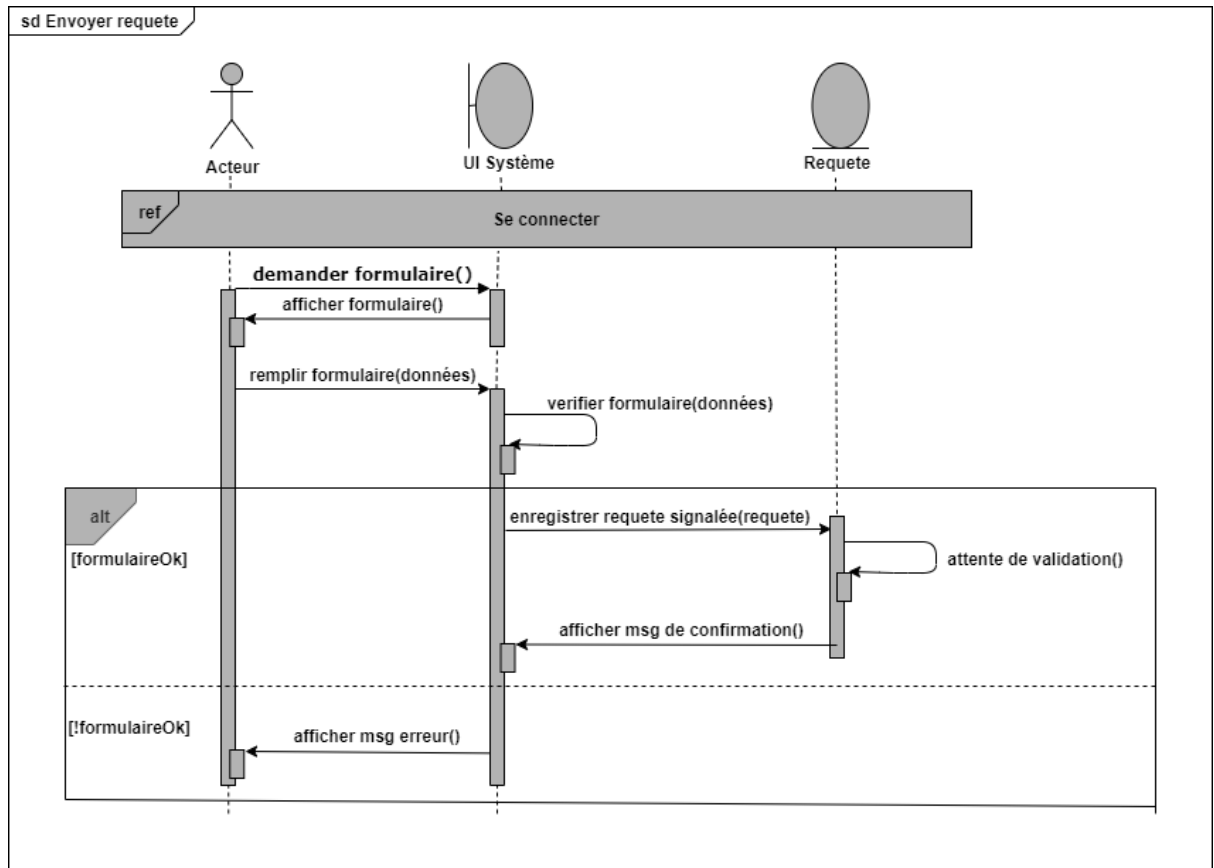 sd Envoyer requete
Acteur
UI Système
Requete
ref
Se connecter
demander formulaire()
afficher formulaire()
remplir formulaire(données)
verifier formulaire(données)
alt
enregistrer requete signalée(requete)
[formulaireOk]
attente de validation()
afficher msg de confirmation()
[!formulaireOk]
afficher msg erreur()